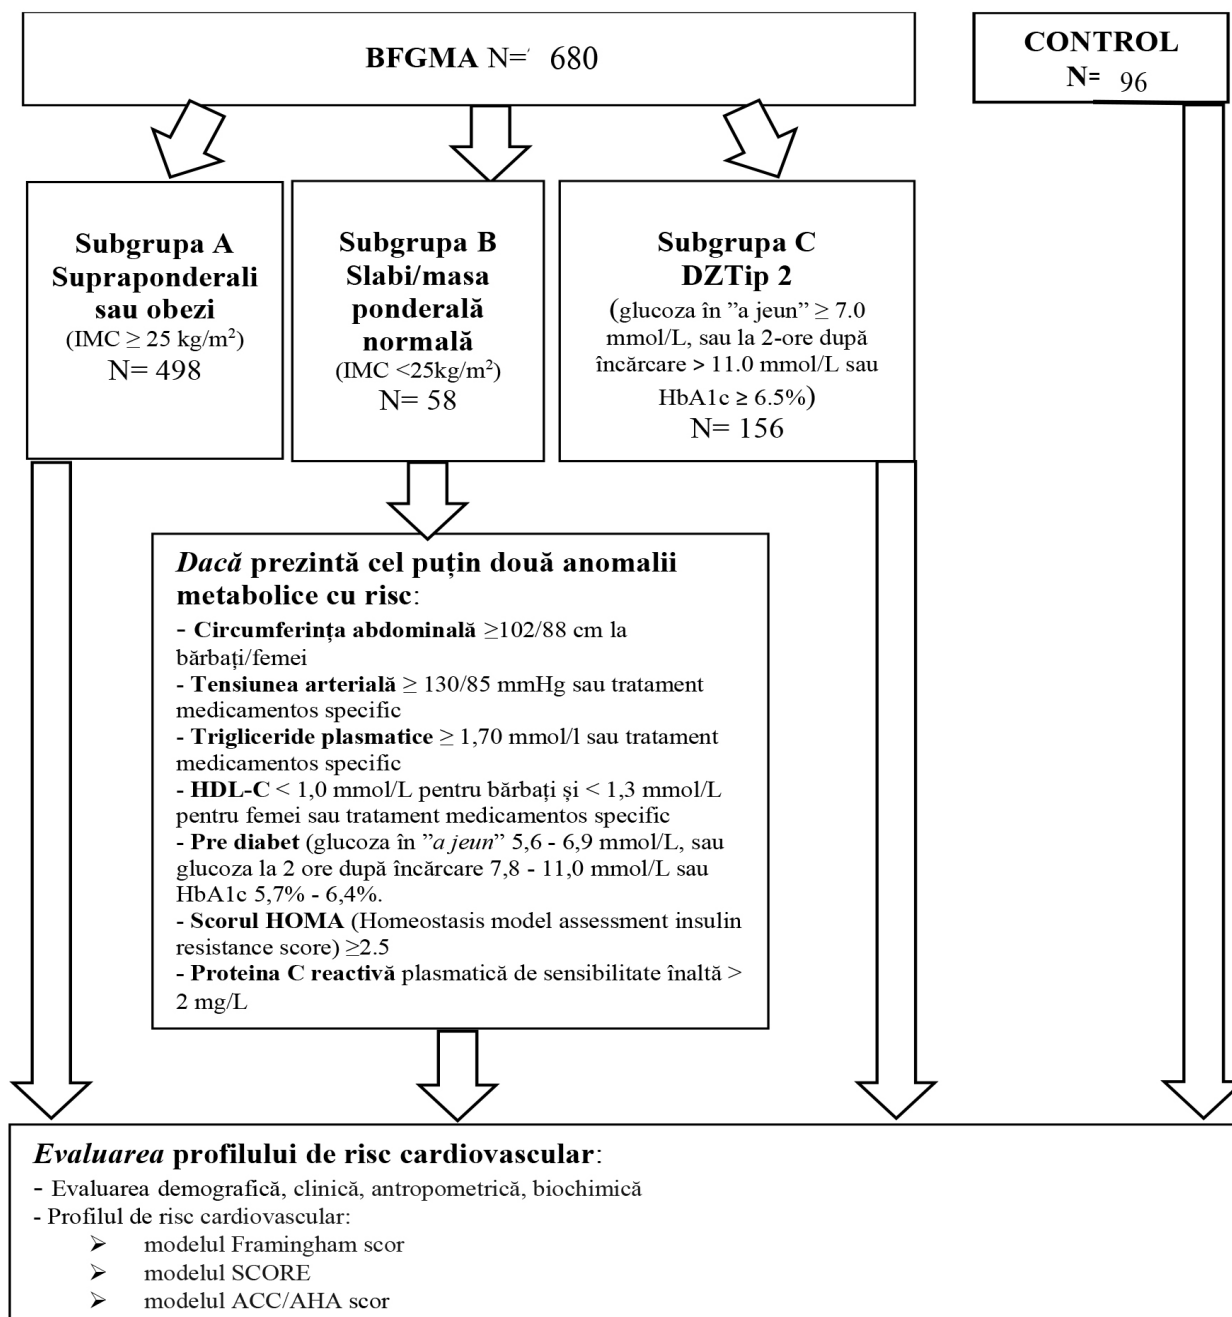 BFGMA N= 680
CONTROL
N= 96
Subgrupa A
Supraponderali
sau obezi
(IMC ≥ 25 kg/m²)
N= 498
Subgrupa B
Slabi/masa
ponderală
normală
(IMC <25kg/m²)
N= 58
Subgrupa C
DZTip 2
(glucoza în ”a jeun” ≥ 7.0
mmol/L, sau la 2-ore după
încărcare > 11.0 mmol/L sau
HbA1c ≥ 6.5%)
N= 156
Dacă prezintă cel puțin două anomalii
metabolice cu risc:
- Circumferința abdominală ≥102/88 cm la
bărbați/femei
- Tensiunea arterială ≥ 130/85 mmHg sau tratament
medicamentos specific
- Trigliceride plasmatice ≥ 1,70 mmol/l sau tratament
medicamentos specific
- HDL-C < 1,0 mmol/L pentru bărbați și < 1,3 mmol/L
pentru femei sau tratament medicamentos specific
- Pre diabet (glucoza în ”a jeun” 5,6 - 6,9 mmol/L, sau
glucoza la 2 ore după încărcare 7,8 - 11,0 mmol/L sau
HbA1c 5,7% - 6,4%.
- Scorul HOMA (Homeostasis model assessment insulin
resistance score) ≥2.5
- Proteina C reactivă plasmatică de sensibilitate înaltă >
2 mg/L
Evaluarea profilului de risc cardiovascular:
- Evaluarea demografică, clinică, antropometrică, biochimică
- Profilul de risc cardiovascular:
➢ modelul Framingham scor
➢ modelul SCORE
➢ modelul ACC/AHA scor